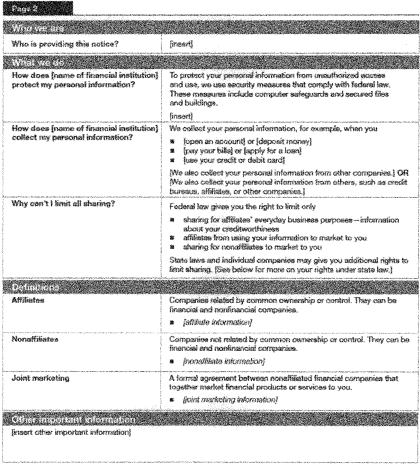 Page 2
Who we are
Who is providing this notice?
[insert]
What we do
How does [name of financial institution]
protect my personal information?
To protect your personal information from unauthorized access
and use, we use security measures that comply with federal law.
These measures include computer safeguards and secured files
and buildings.
[insert]
How does [name of financial institution]
collect my personal information?
We collect your personal information, for example, when you
■ [open an account] or [deposit money]
■ [pay your bills] or [apply for a loan]
■ [use your credit or debit card]
[We also collect your personal information from other companies.] OR
[We also collect your personal information from others, such as credit
bureaus, affiliates, or other companies.]
Why can't I limit all sharing?
Federal law gives you the right to limit only
■ sharing for affiliates' everyday business purposes—information
about your creditworthiness
■ affiliates from using your information to market to you
■ sharing for nonaffiliates to market to you
State laws and individual companies may give you additional rights to
limit sharing. [See below for more on your rights under state law.]
Definitions
Affiliates
Companies related by common ownership or control. They can be
financial and nonfinancial companies.
■ [affiliate information]
Nonaffiliates
Companies not related by common ownership or control. They can be
financial and nonfinancial companies.
■ [nonaffiliate information]
Joint marketing
A formal agreement between nonaffiliated financial companies that
together market financial products or services to you.
■ [joint marketing information]
Other important information
[insert other important information]